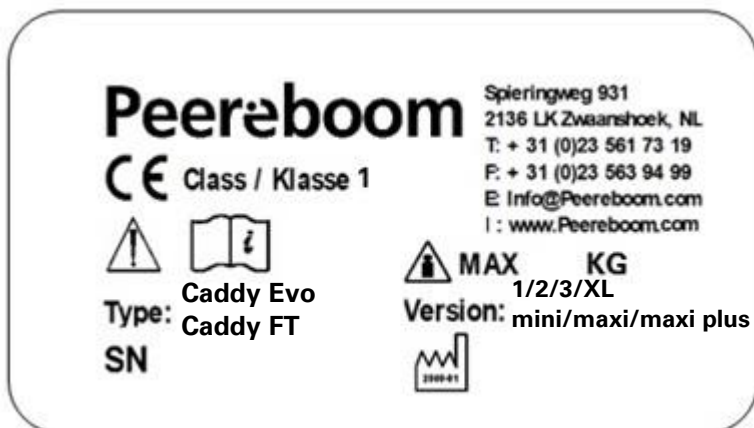 Peereboom
Spieringweg 931
2136 LK Zwaanshoek, NL
T: + 31 (0)23 561 73 19
F: + 31 (0)23 563 94 99
E: Info@Peereboom.com
I : www.Peereboom.com
CE Class / Klasse 1
i
MAX KG
Type: Caddy Evo
Caddy FT
Version: 1/2/3/XL
mini/maxi/maxi plus
SN
2009-01